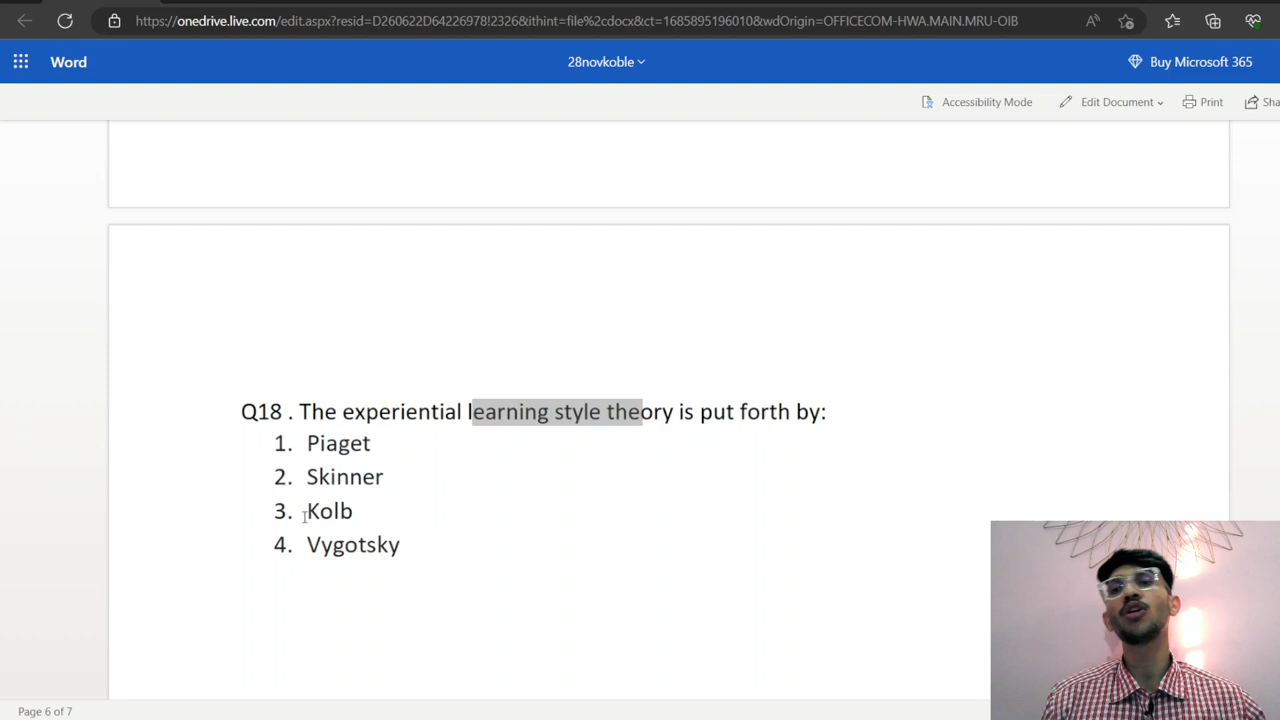 https://onedrive.live.com/edit.aspx?resid=D260622D64226978!2326&ithint=file%2cdocx&ct=1685895196010&wdOrigin=OFFICECOM-HWA.MAIN.MRU-OIB
Word
28novkoble
Buy Microsoft 365
Accessibility Mode
Edit Document
Print
Sha
Q18 . The experiential learning style theory is put forth by:
1. Piaget
2. Skinner
3. Kolb
4. Vygotsky
Page 6 of 7